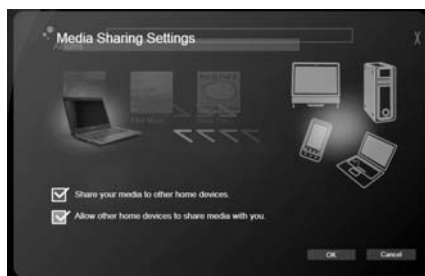 Media Sharing Settings
X
Share your media to other home devices.
Allow other home devices to share media with you.
OK
Cancel